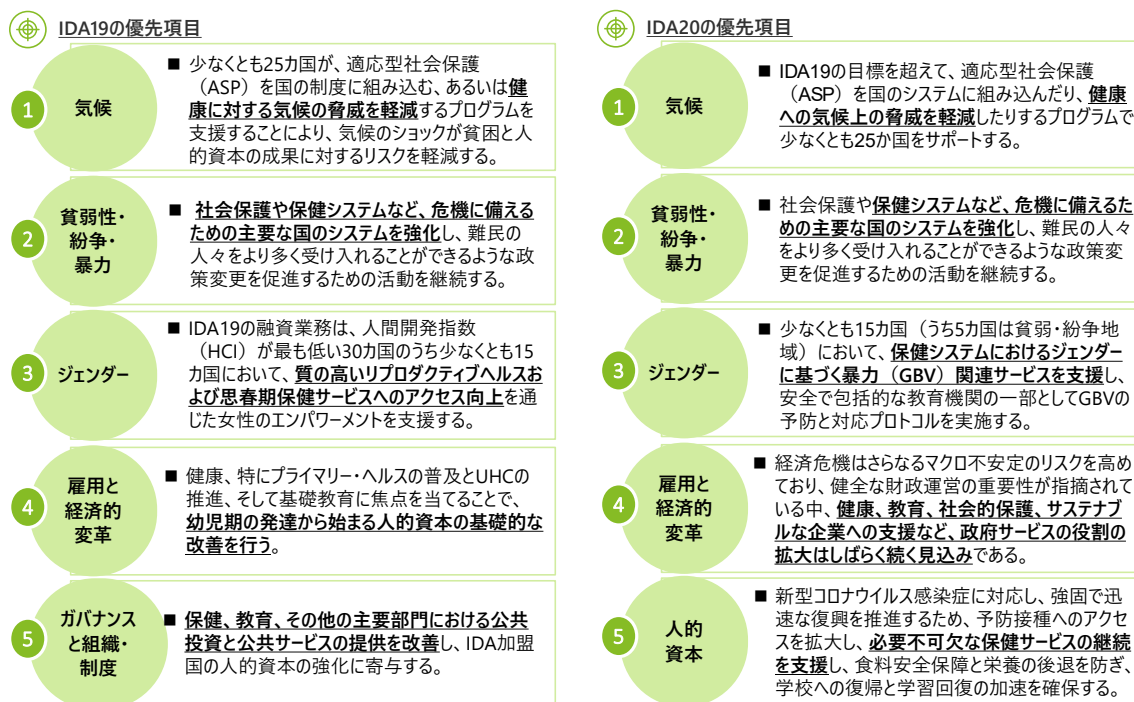 IDA19の優先項目
1
気候
■ 少なくとも25カ国が、適応型社会保護
（ASP）を国の制度に組み込む、あるいは健
康に対する気候の脅威を軽減するプログラムを
支援することにより、気候のショックが貧困と人
的資本の成果に対するリスクを軽減する。
2
貧弱性・
紛争・
暴力
■ 社会保護や保健システムなど、危機に備える
ための主要な国のシステムを強化し、難民の
人々をより多く受け入れることができるような政
策変更を促進するための活動を継続する。
3
ジェンダー
■ IDA19の融資業務は、人間開発指数
（HCI）が最も低い30カ国のうち少なくとも15
カ国において、質の高いリプロダクティブヘルスお
よび思春期保健サービスへのアクセス向上を通
じた女性のエンパワーメントを支援する。
4
雇用と
経済的
変革
■ 健康、特にプライマリー・ヘルスの普及とUHCの
推進、そして基礎教育に焦点を当てることで、
幼児期の発達から始まる人的資本の基礎的な
改善を行う。
5
ガバナンス
と組織・
制度
■ 保健、教育、その他の主要部門における公共
投資と公共サービスの提供を改善し、IDA加盟
国の人的資本の強化に寄与する。
IDA20の優先項目
1
気候
■ IDA19の目標を超えて、適応型社会保護
（ASP）を国のシステムに組み込んだり、健康
への気候上の脅威を軽減したりするプログラムで
少なくとも25か国をサポートする。
2
貧弱性・
紛争・
暴力
■ 社会保護や保健システムなど、危機に備えるた
めの主要な国のシステムを強化し、難民の人々
をより多く受け入れることができるような政策変
更を促進するための活動を継続する。
3
ジェンダー
■ 少なくとも15カ国（うち5カ国は貧弱・紛争地
域）において、保健システムにおけるジェンダー
に基づく暴力（GBV）関連サービスを支援し、
安全で包括的な教育機関の一部としてGBVの
予防と対応プロトコルを実施する。
4
雇用と
経済的
変革
■ 経済危機はさらなるマクロ不安定のリスクを高め
ており、健全な財政運営の重要性が指摘されて
いる中、健康、教育、社会的保護、サステナブ
ルな企業への支援など、政府サービスの役割の
拡大はしばらく続く見込みである。
5
人的
資本
■ 新型コロナウイルス感染症に対応し、強固で迅
速な復興を推進するため、予防接種へのアクセ
スを拡大し、必要不可欠な保健サービスの継続
を支援し、食料安全保障と栄養の後退を防ぎ、
学校への復帰と学習回復の加速を確保する。